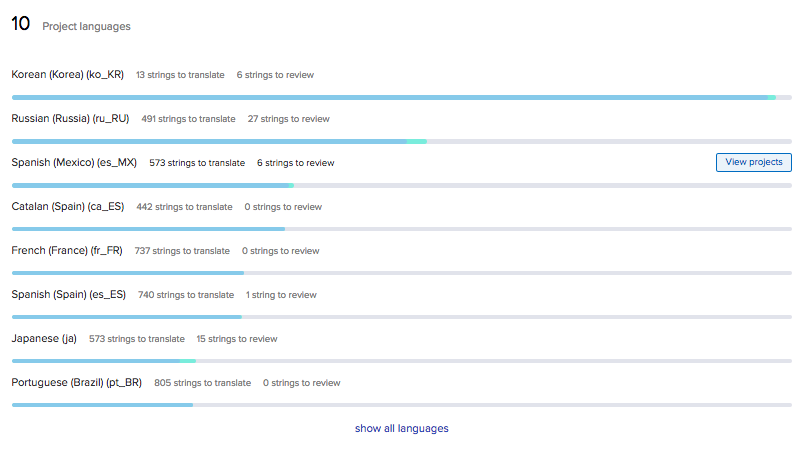 10 Project languages
Korean (Korea) (ko_KR) 13 strings to translate 6 strings to review
Russian (Russia) (ru_RU) 491 strings to translate 27 strings to review
Spanish (Mexico) (es_MX) 573 strings to translate 6 strings to review View projects
Catalan (Spain) (ca_ES) 442 strings to translate 0 strings to review
French (France) (fr_FR) 737 strings to translate 0 strings to review
Spanish (Spain) (es_ES) 740 strings to translate 1 string to review
Japanese (ja) 573 strings to translate 15 strings to review
Portuguese (Brazil) (pt_BR) 805 strings to translate 0 strings to review
show all languages